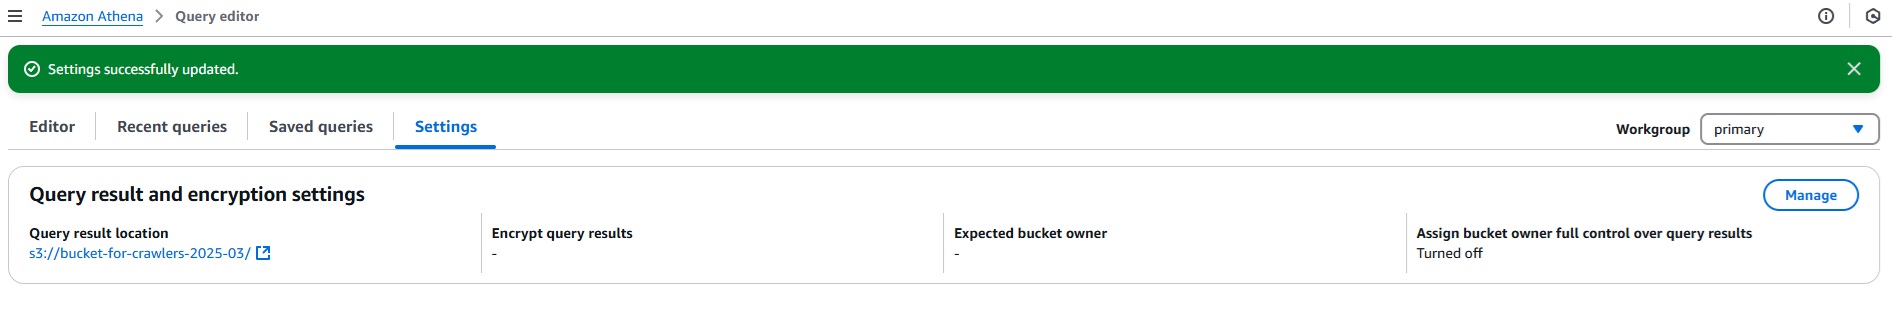 Amazon Athena > Query editor
Settings successfully updated.
Editor Recent queries Saved queries Settings
Workgroup primary
Query result and encryption settings
Manage
Query result location
s3://bucket-for-crawlers-2025-03/
Encrypt query results
-
Expected bucket owner
-
Assign bucket owner full control over query results
Turned off